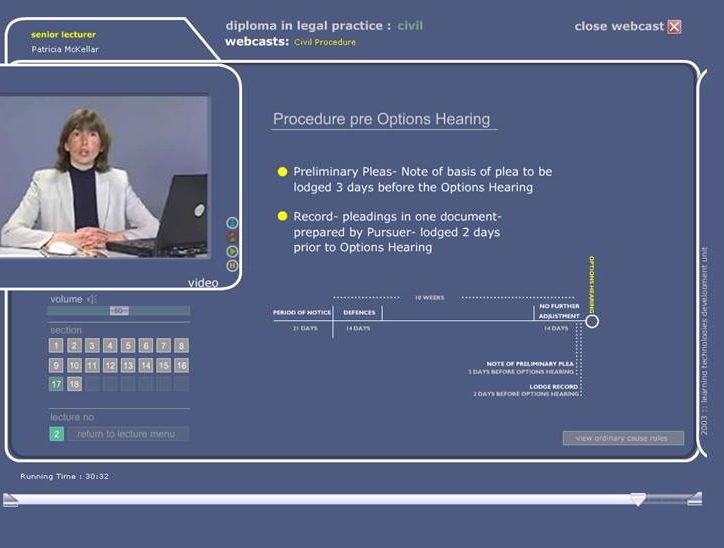 senior lecturer
Patricia McKellar
diploma in legal practice : civil
webcasts: Civil Procedure
close webcast
Procedure pre Options Hearing
Preliminary Pleas- Note of basis of plea to be
lodged 3 days before the Options Hearing
Record- pleadings in one document-
prepared by Pursuer- lodged 2 days
prior to Options Hearing
video
volume
-60-
section
1 2 3 4 5 6 7 8
9 10 11 12 13 14 15 16
17 18
lecture no
2 return to lecture menu
OPTIONS HEARING
10 WEEKS
PERIOD OF NOTICE
DEFENCES
NO FURTHER
ADJUSTMENT
21 DAYS
14 DAYS
14 DAYS
NOTE OF PRELIMINARY PLEA
3 DAYS BEFORE OPTIONS HEARING
LODGE RECORD
2 DAYS BEFORE OPTIONS HEARING
view ordinary cause rules
2003 :: learning technologies development unit
Running Time : 30:32